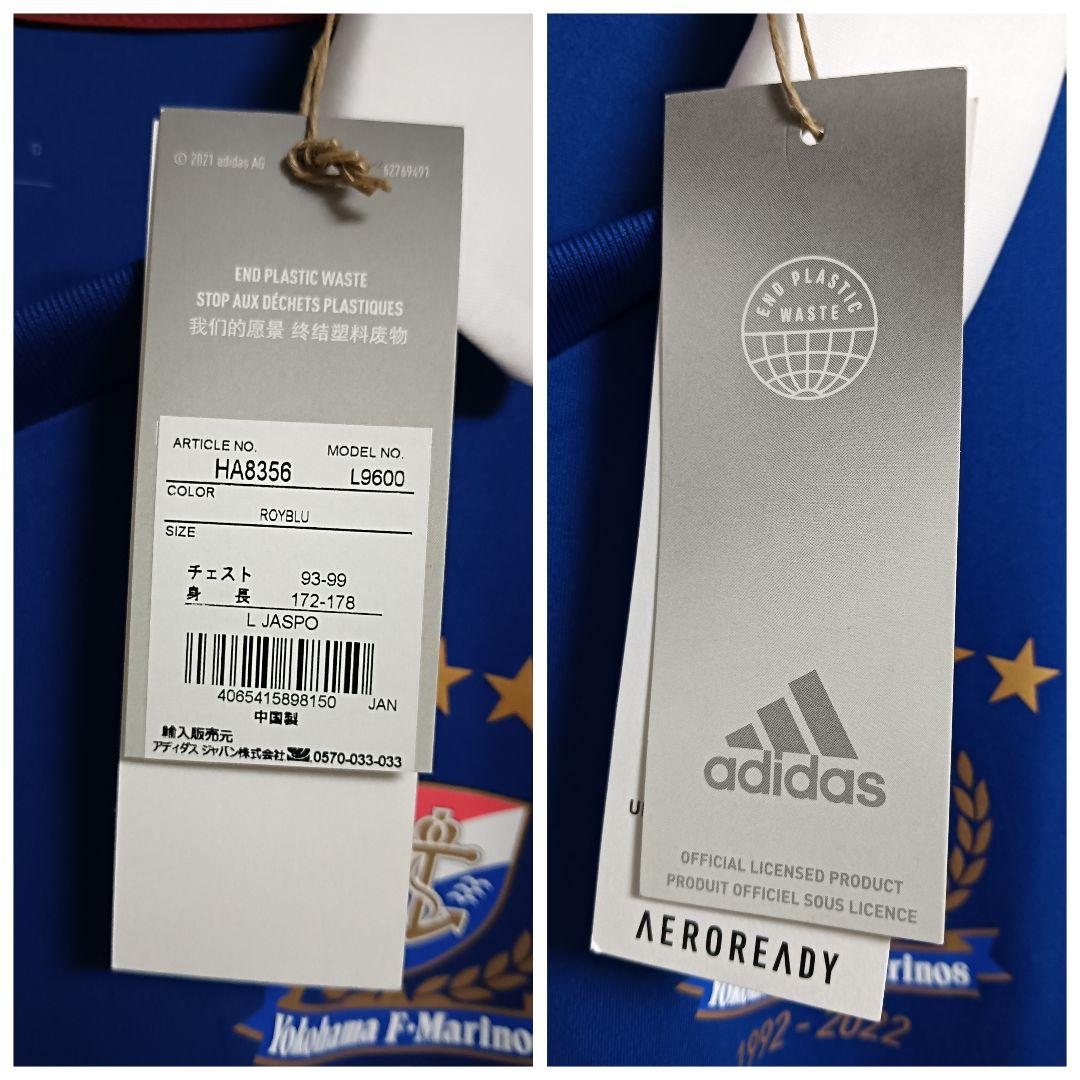 © 2021 adidas AG
62769491
END PLASTIC WASTE
STOP AUX DÉCHETS PLASTIQUES
我们的愿景 终结塑料废物
ARTICLE NO. MODEL NO.
HA8356 L9600
COLOR
ROYBLU
SIZE
チェスト 93-99
身 長 172-178
L JASPO
4065415898150 JAN
中国製
輸入販売元
アディダス ジャパン株式会社 0570-033-033
Yokohama F·Marinos
END PLASTIC
WASTE
adidas
OFFICIAL LICENSED PRODUCT
PRODUIT OFFICIEL SOUS LICENCE
AEROREADY
rinos
1992 - 2022